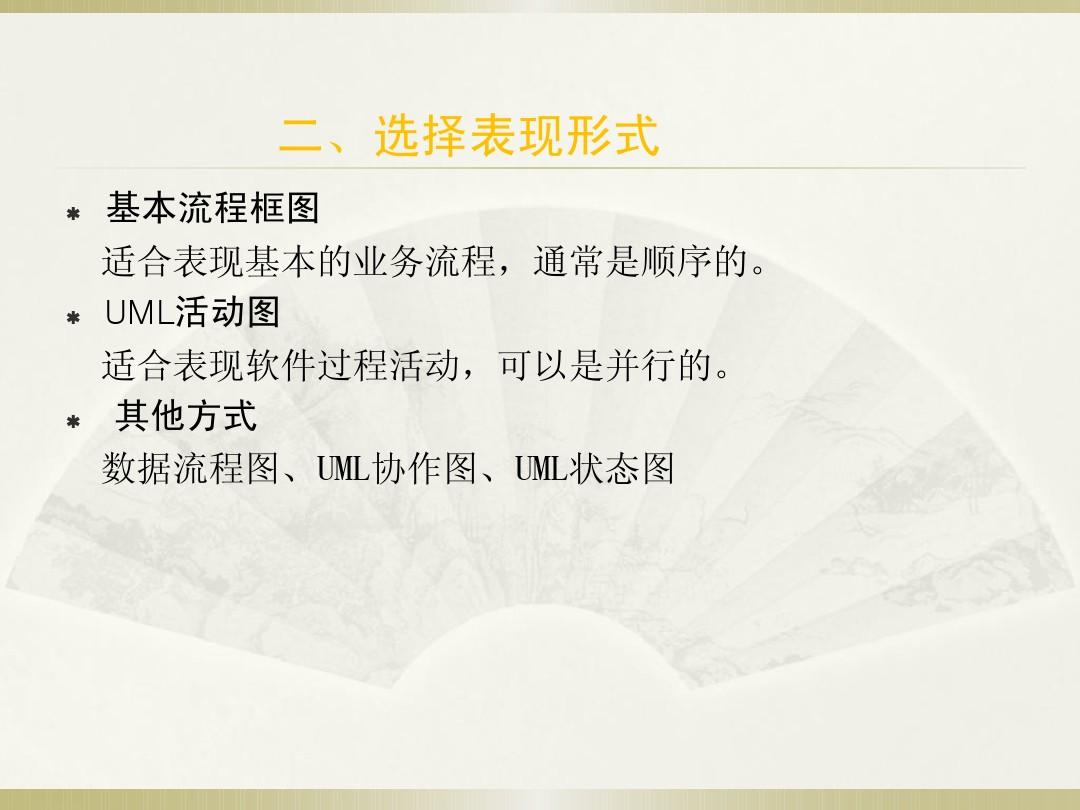 二、选择表现形式
✱ 基本流程框图
适合表现基本的业务流程，通常是顺序的。
✱ UML活动图
适合表现软件过程活动，可以是并行的。
✱ 其他方式
数据流程图、UML协作图、UML状态图